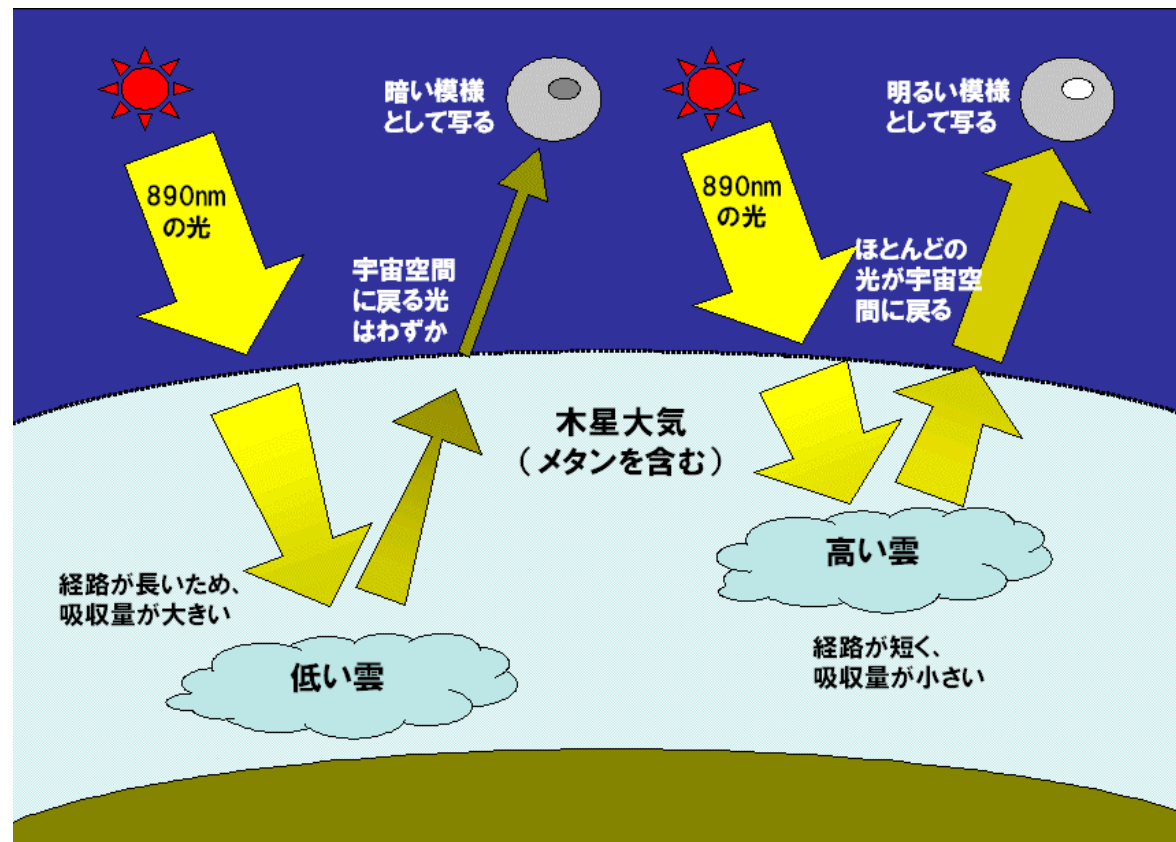 890nm
の光
宇宙空間
に戻る光
はわずか
暗い模様
として写る
890nm
の光
ほとんどの
光が宇宙空
間に戻る
明るい模様
として写る
木星大気
(メタンを含む)
経路が長いため、
吸収量が大きい
低い雲
高い雲
経路が短く、
吸収量が小さい